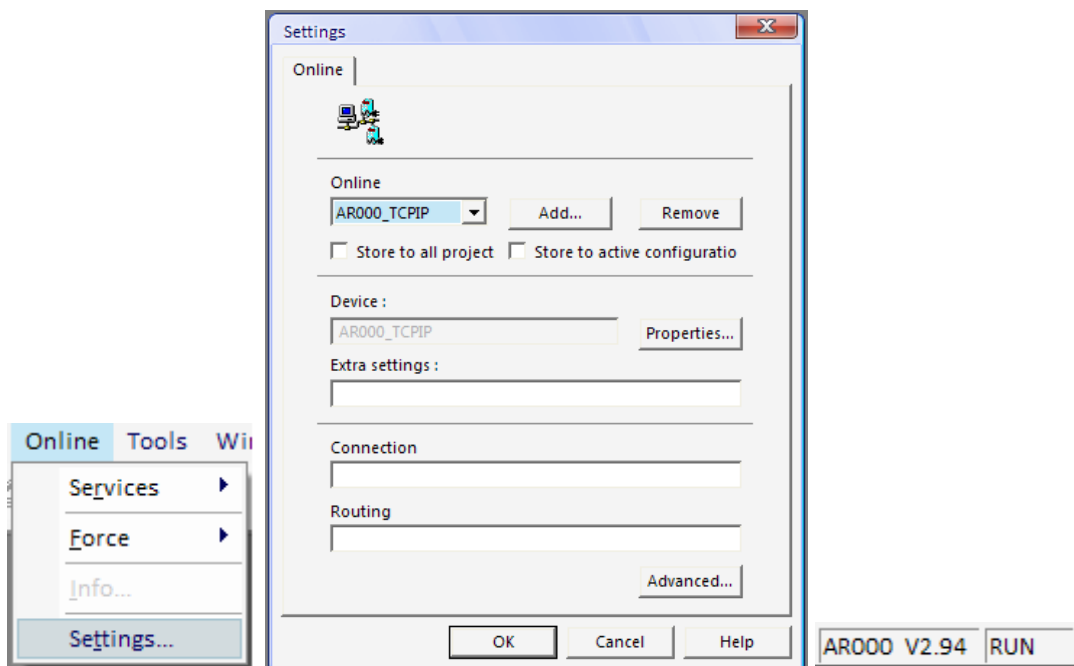 Online Tools Wi
Services
Force
Info...
Settings...
Settings
Online
Online
AR000_TCPIP Add... Remove
Store to all project Store to active configuratio
Device :
AR000_TCPIP Properties...
Extra settings :
Connection
Routing
Advanced...
OK Cancel Help
AR000 V2.94 RUN